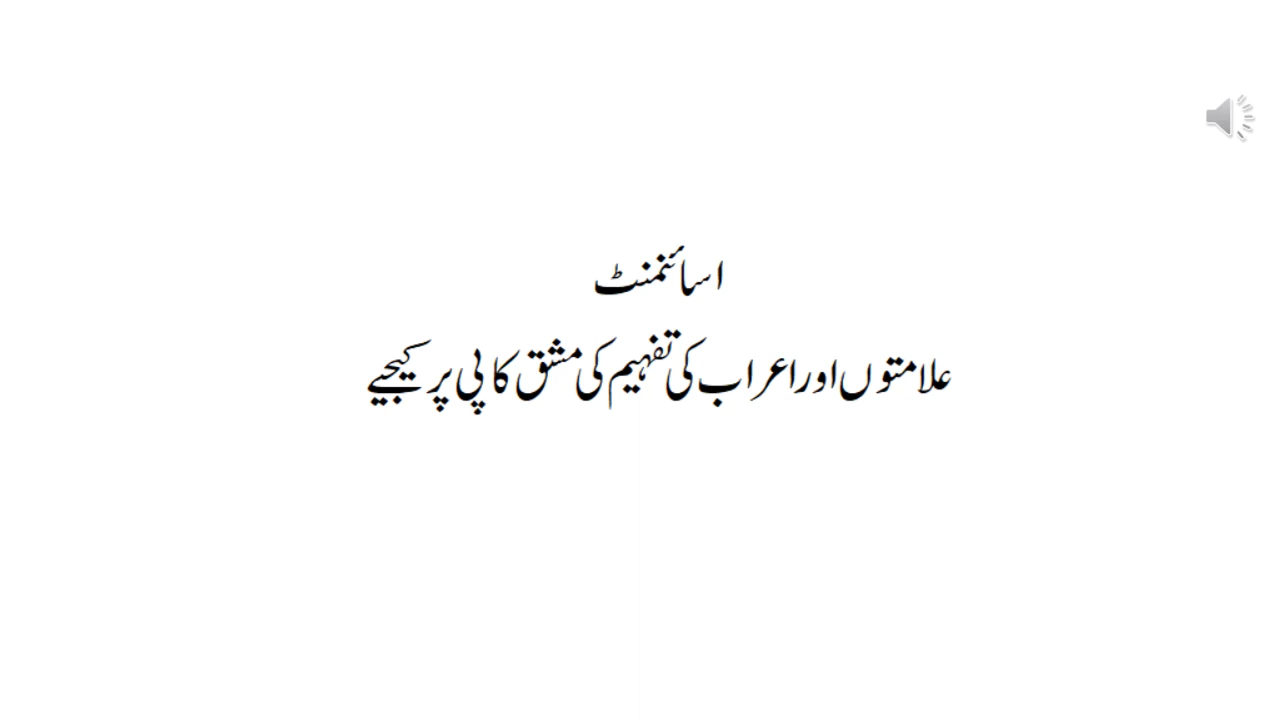 اسائنمنٹ
علامتوں اور اعراب کی تفہیم کی مشق کاپی پر کیجیے